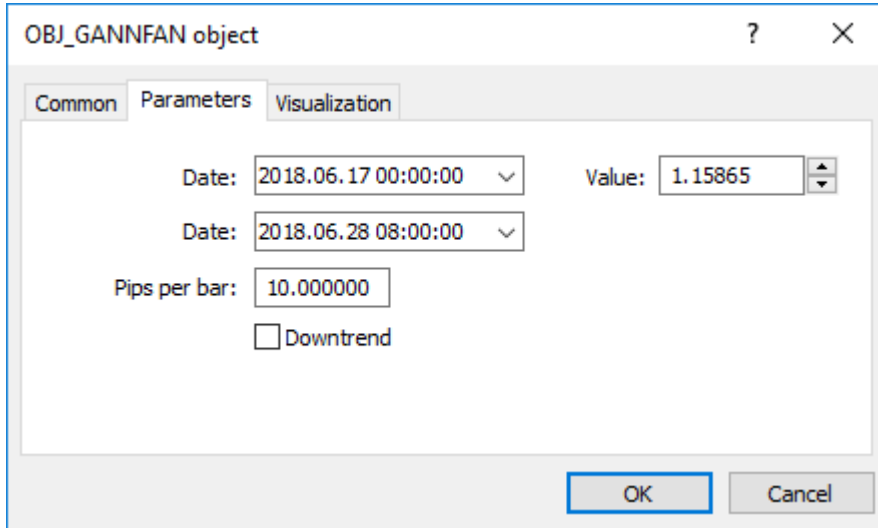 OBJ_GANNFAN object ?
Common Parameters Visualization
Date: 2018.06.17 00:00:00 Value: 1.15865
Date: 2018.06.28 08:00:00
Pips per bar: 10.000000
Downtrend
OK Cancel